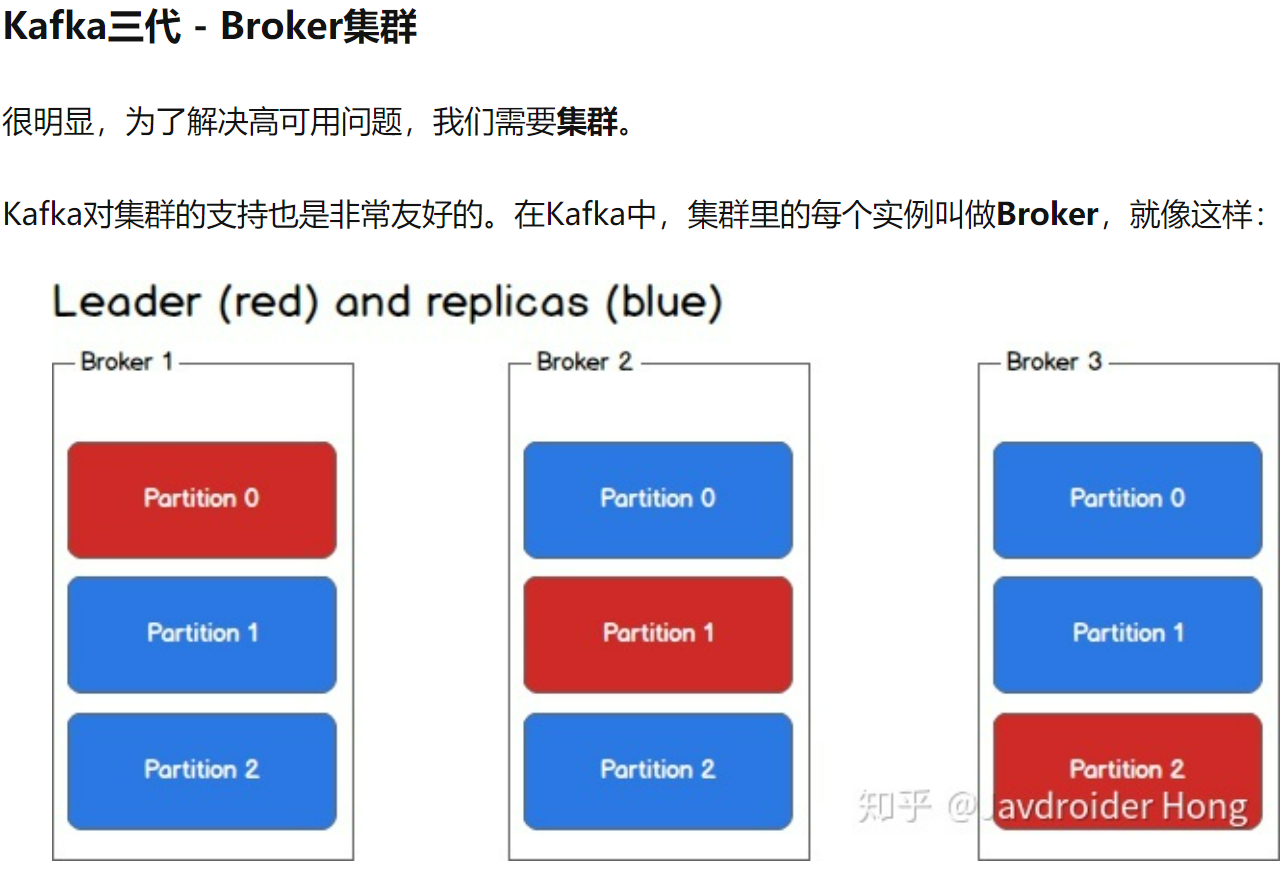 Kafka三代 - Broker集群
很明显，为了解决高可用问题，我们需要集群。
Kafka对集群的支持也是非常友好的。在Kafka中，集群里的每个实例叫做Broker，就像这样：
Leader (red) and replicas (blue)
Broker 1
Broker 2
Broker 3
Partition 0
Partition 0
Partition 0
Partition 1
Partition 1
Partition 1
Partition 2
Partition 2
Partition 2
知乎 @Javdroider Hong